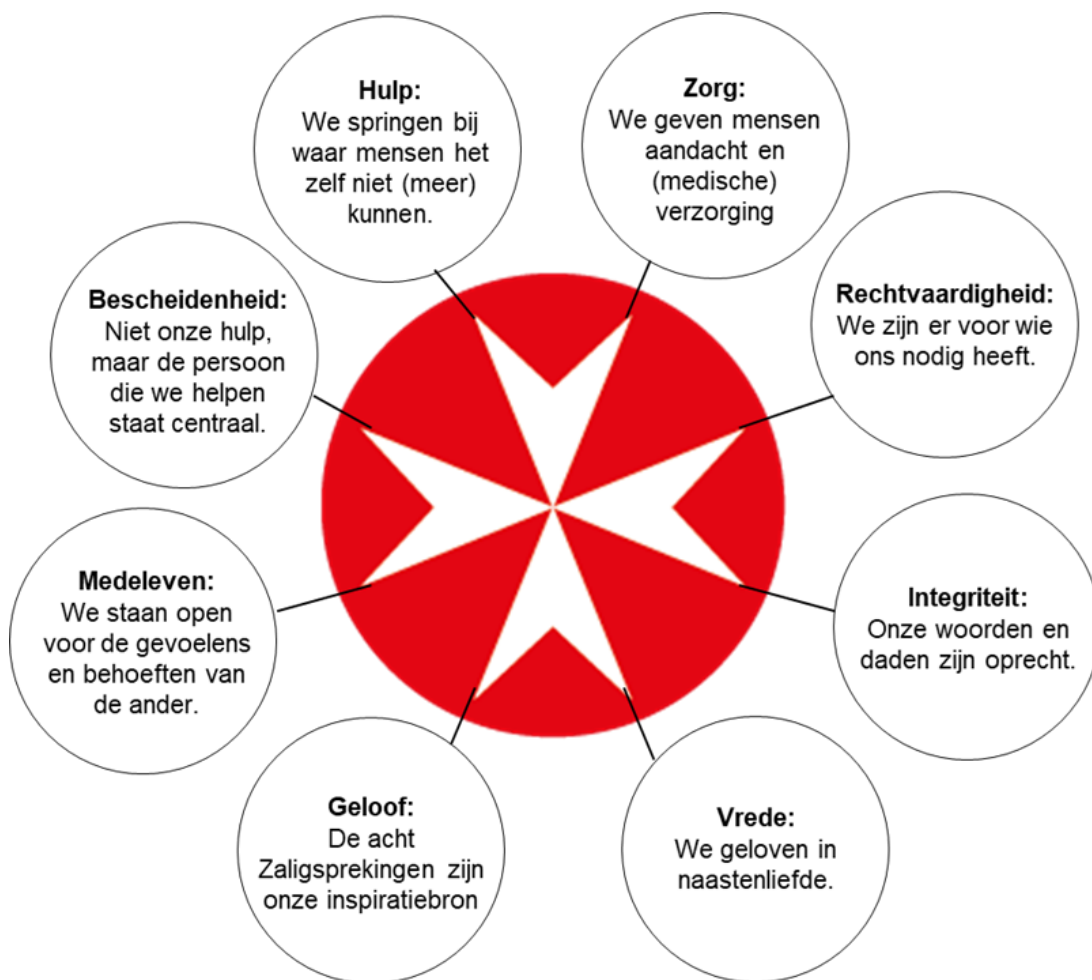 Hulp:
We springen bij
waar mensen het
zelf niet (meer)
kunnen.
Zorg:
We geven mensen
aandacht en
(medische)
verzorging
Bescheidenheid:
Niet onze hulp,
maar de persoon
die we helpen
staat centraal.
Rechtvaardigheid:
We zijn er voor wie
ons nodig heeft.
Medeleven:
We staan open
voor de gevoelens
en behoeften van
de ander.
Integriteit:
Onze woorden en
daden zijn oprecht.
Geloof:
De acht
Zaligsprekingen zijn
onze inspiratiebron
Vrede:
We geloven in
naastenliefde.